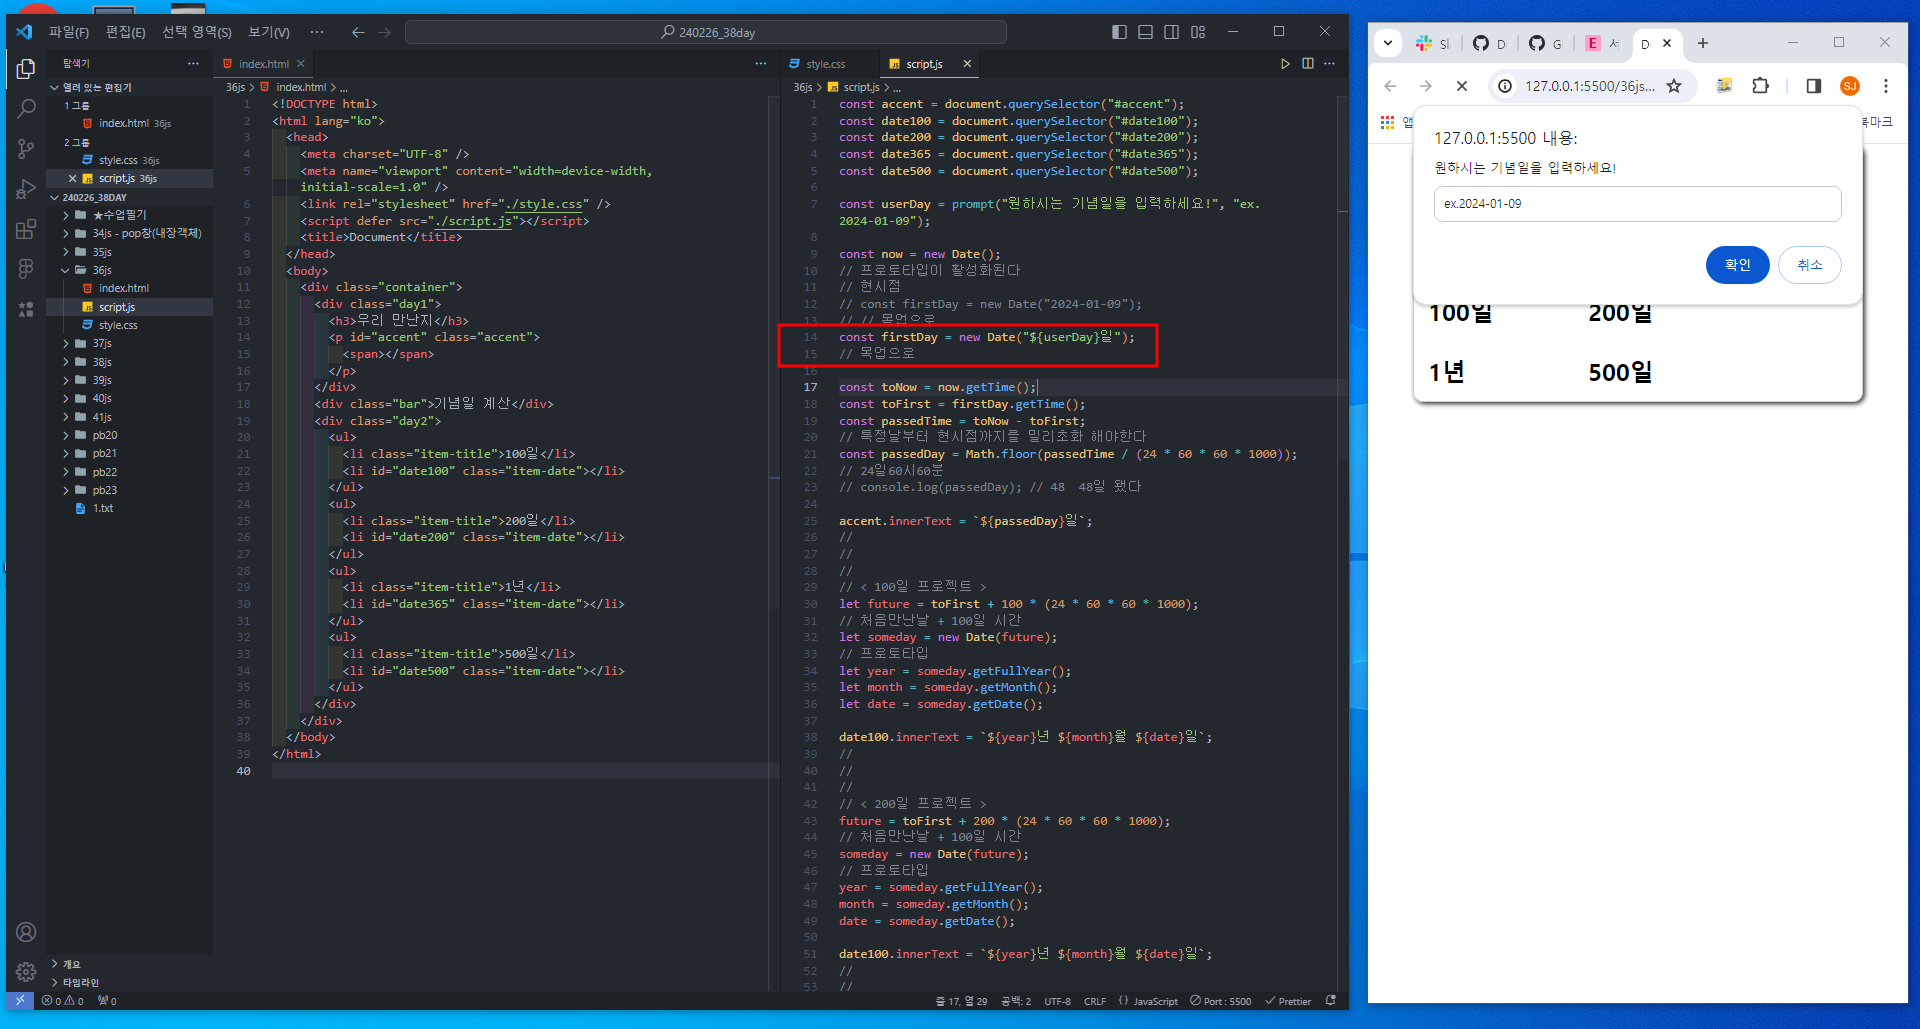 파일(F) 편집(E) 선택 영역(S) 보기(V) ··· 240226_38day
탐색기
열려 있는 편집기
1 그룹
index.html 36js
2 그룹
style.css 36js
script.js 36js
240226_38DAY
★수업필기
34js - pop창(내장객체)
35js
36js
index.html
script.js
style.css
37js
38js
39js
40js
41js
pb20
pb21
pb22
pb23
1.txt
개요
타임라인
index.html
36js > index.html > ...
1 <!DOCTYPE html>
2 <html lang="ko">
3 <head>
4 <meta charset="UTF-8" />
5 <meta name="viewport" content="width=device-width,
initial-scale=1.0" />
6 <link rel="stylesheet" href="./style.css" />
7 <script defer src="./script.js"></script>
8 <title>Document</title>
9 </head>
10 <body>
11 <div class="container">
12 <div class="day1">
13 <h3>우리 만난지</h3>
14 <p id="accent" class="accent">
15 <span></span>
16 </p>
17 </div>
18 <div class="bar">기념일 계산</div>
19 <div class="day2">
20 <ul>
21 <li class="item-title">100일</li>
22 <li id="date100" class="item-date"></li>
23 </ul>
24 <ul>
25 <li class="item-title">200일</li>
26 <li id="date200" class="item-date"></li>
27 </ul>
28 <ul>
29 <li class="item-title">1년</li>
30 <li id="date365" class="item-date"></li>
31 </ul>
32 <ul>
33 <li class="item-title">500일</li>
34 <li id="date500" class="item-date"></li>
35 </ul>
36 </div>
37 </div>
38 </body>
39 </html>
40
style.css script.js
36js > script.js > ...
1 const accent = document.querySelector("#accent");
2 const date100 = document.querySelector("#date100");
3 const date200 = document.querySelector("#date200");
4 const date365 = document.querySelector("#date365");
5 const date500 = document.querySelector("#date500");
6
7 const userDay = prompt("원하시는 기념일을 입력하세요!", "ex.
2024-01-09");
8
9 const now = new Date();
10 // 프로토타입이 활성화된다
11 // 현시점
12 // const firstDay = new Date("2024-01-09");
13 // // 목업으로
14 const firstDay = new Date("${userDay}일");
15 // 목업으로
16
17 const toNow = now.getTime();
18 const toFirst = firstDay.getTime();
19 const passedTime = toNow - toFirst;
20 // 특정날부터 현시점까지를 밀리초화 해야한다
21 const passedDay = Math.floor(passedTime / (24 * 60 * 60 * 1000));
22 // 24일60시60분
23 // console.log(passedDay); // 48 48일 됐다
24
25 accent.innerText = `${passedDay}일`;
26 //
27 //
28 //
29 // < 100일 프로젝트 >
30 let future = toFirst + 100 * (24 * 60 * 60 * 1000);
31 // 처음만난날 + 100일 시간
32 let someday = new Date(future);
33 // 프로토타입
34 let year = someday.getFullYear();
35 let month = someday.getMonth();
36 let date = someday.getDate();
37
38 date100.innerText = `${year}년 ${month}월 ${date}일`;
39 //
40 //
41 //
42 // < 200일 프로젝트 >
43 future = toFirst + 200 * (24 * 60 * 60 * 1000);
44 // 처음만난날 + 100일 시간
45 someday = new Date(future);
46 // 프로토타입
47 year = someday.getFullYear();
48 month = someday.getMonth();
49 date = someday.getDate();
50
51 date100.innerText = `${year}년 ${month}월 ${date}일`;
52 //
53 //
0 0 0 줄 17, 열 29 공백: 2 UTF-8 CRLF {} JavaScript Port : 5500 Prettier
127.0.0.1:5500/36js... SJ
127.0.0.1:5500 내용:
원하시는 기념일을 입력하세요!
ex.2024-01-09
확인 취소
100일 200일
1년 500일